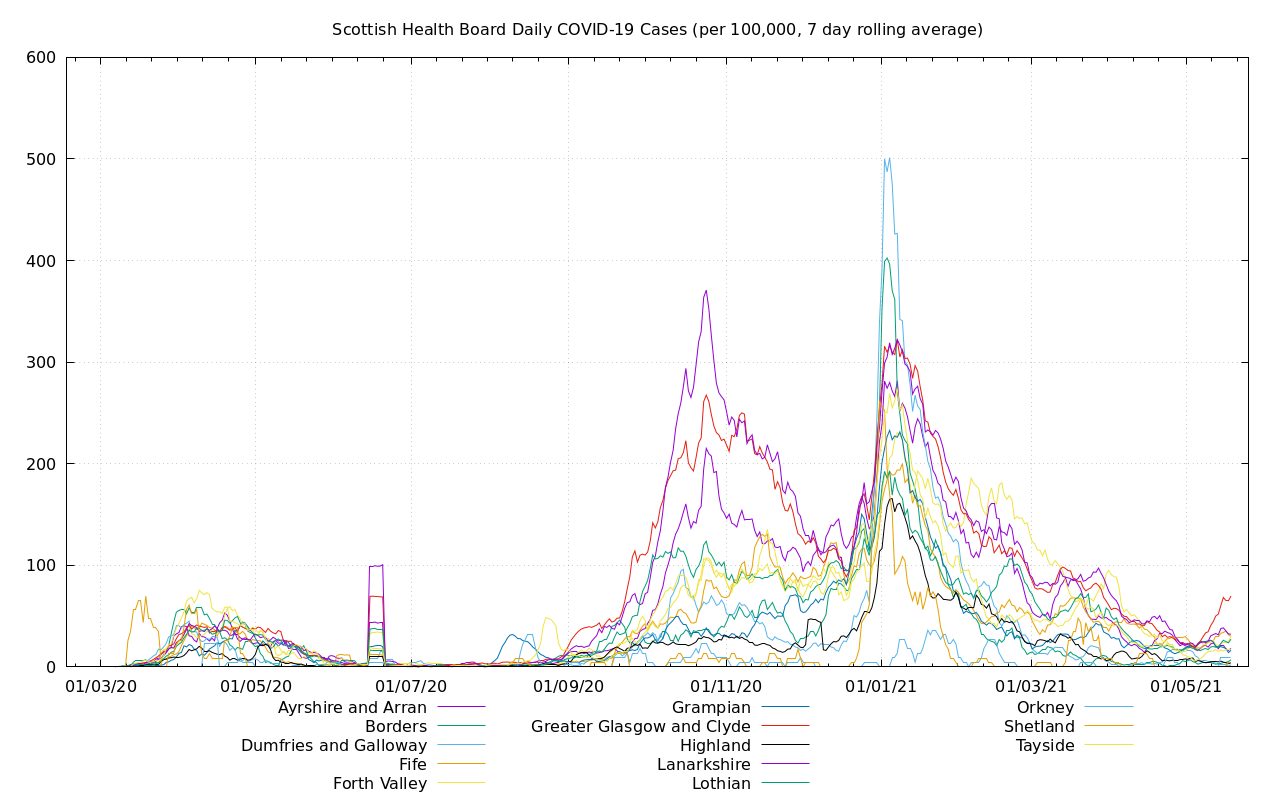 Scottish Health Board Daily COVID-19 Cases (per 100,000, 7 day rolling average)
600
500
400
300
200
100
0
01/03/20 01/05/20 01/07/20 01/09/20 01/11/20 01/01/21 01/03/21 01/05/21
Ayrshire and Arran Grampian Orkney
Borders Greater Glasgow and Clyde Shetland
Dumfries and Galloway Highland Tayside
Fife Lanarkshire
Forth Valley Lothian